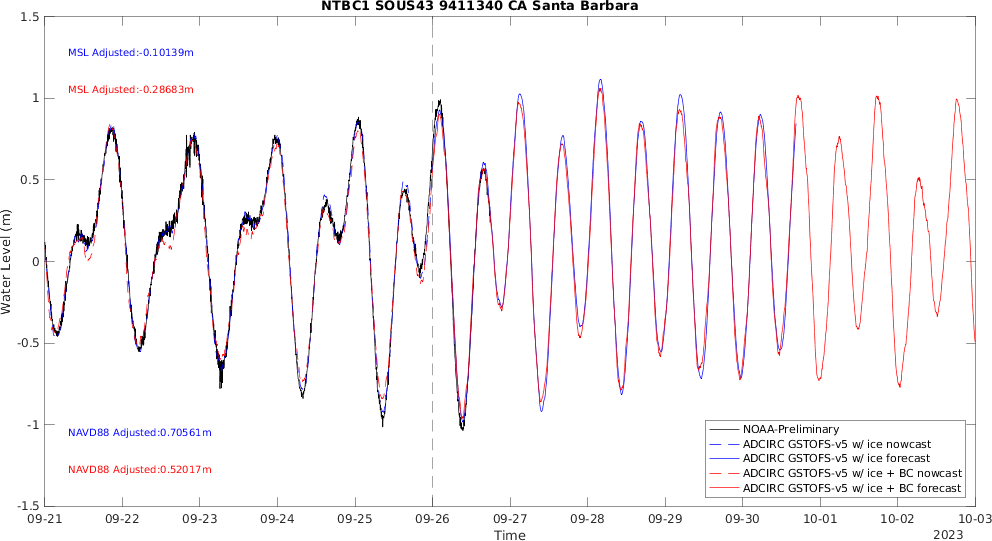 NTBC1 SOUS43 9411340 CA Santa Barbara
1.5
MSL Adjusted:-0.10139m
MSL Adjusted:-0.28683m
1
0.5
Water Level (m)
0
-0.5
-1
NAVD88 Adjusted:0.70561m
NAVD88 Adjusted:0.52017m
NOAA-Preliminary
ADCIRC GSTOFS-v5 w/ ice nowcast
ADCIRC GSTOFS-v5 w/ ice forecast
ADCIRC GSTOFS-v5 w/ ice + BC nowcast
ADCIRC GSTOFS-v5 w/ ice + BC forecast
-1.5
09-21 09-22 09-23 09-24 09-25 09-26 09-27 09-28 09-29 09-30 10-01 10-02 10-03
Time
2023